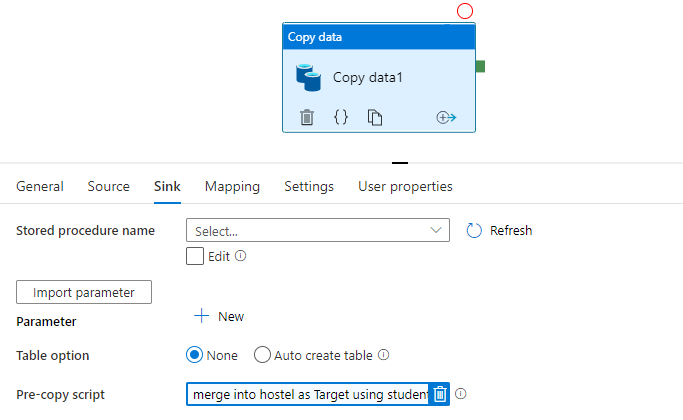 Copy data
Copy data1
General Source Sink Mapping Settings User properties
Stored procedure name Select... Refresh
Edit
Import parameter
Parameter New
Table option None Auto create table
Pre-copy script merge into hostel as Target using student